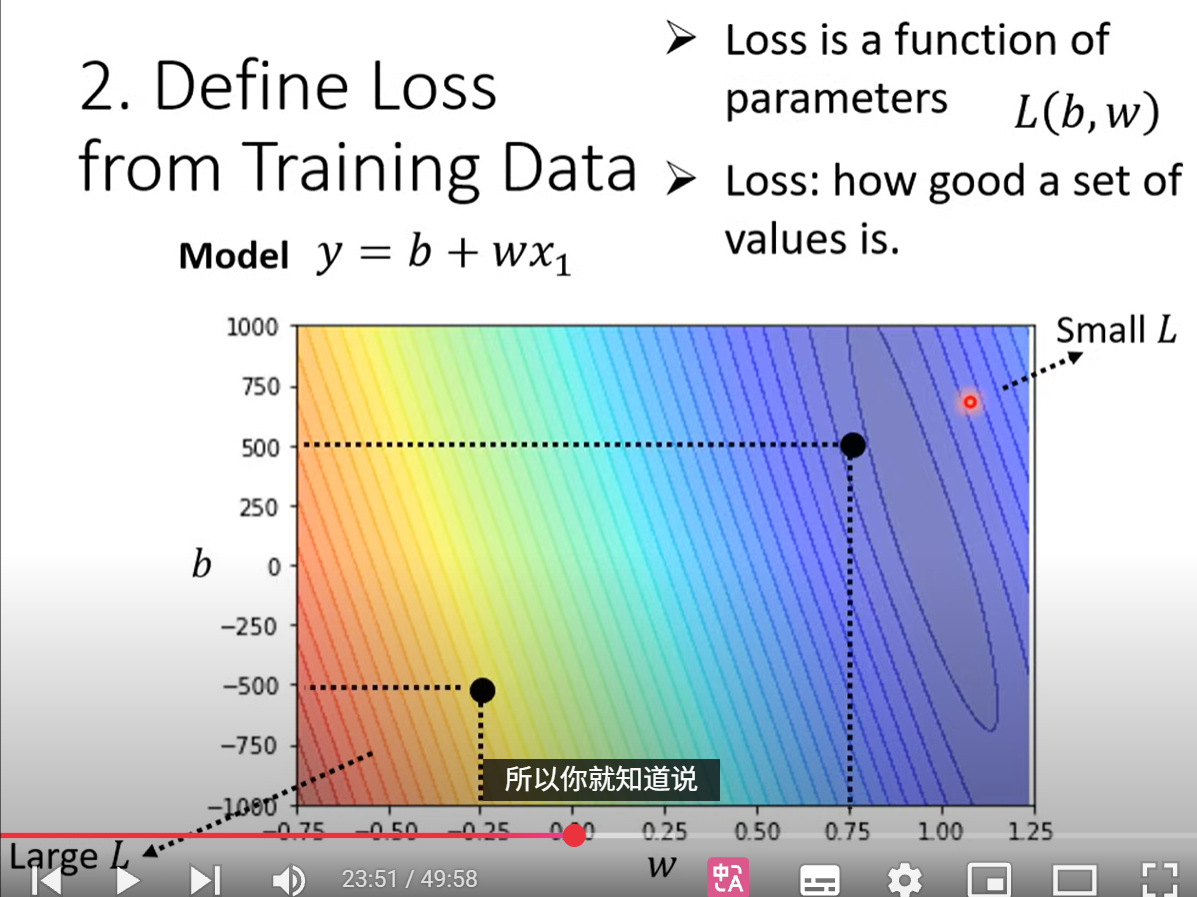 2. Define Loss
from Training Data
➢ Loss is a function of
parameters L(b, w)
➢ Loss: how good a set of
values is.
Model y = b + wx₁
Small L
1000
750
500
250
0
−250
−500
−750
−1000
b
所以你就知道说
−0.75 −0.50 −0.25 0.00 0.25 0.50 0.75 1.00 1.25
Large L
w
23:51 / 49:58
中A